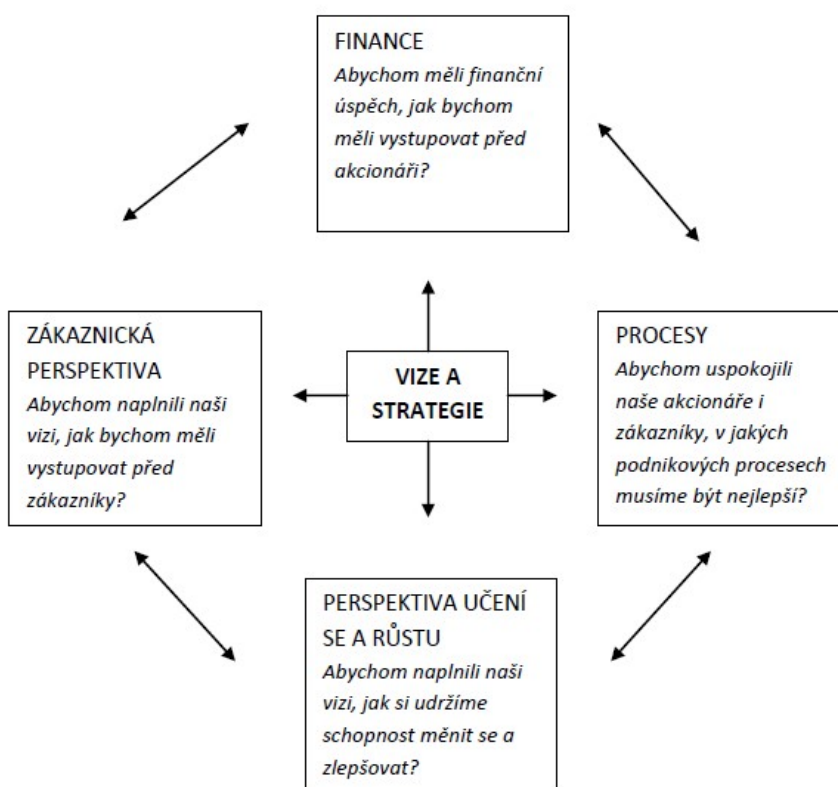 FINANCE
Abychom měli finanční
úspěch, jak bychom
měli vystupovat před
akcionáři?
ZÁKAZNICKÁ
PERSPEKTIVA
Abychom naplnili naši
vizi, jak bychom měli
vystupovat před
zákazníky?
VIZE A
STRATEGIE
PROCESY
Abychom uspokojili
naše akcionáře i
zákazníky, v jakých
podnikových procesech
musíme být nejlepší?
PERSPEKTIVA UČENÍ
SE A RŮSTU
Abychom naplnili naši
vizi, jak si udržíme
schopnost měnit se a
zlepšovat?